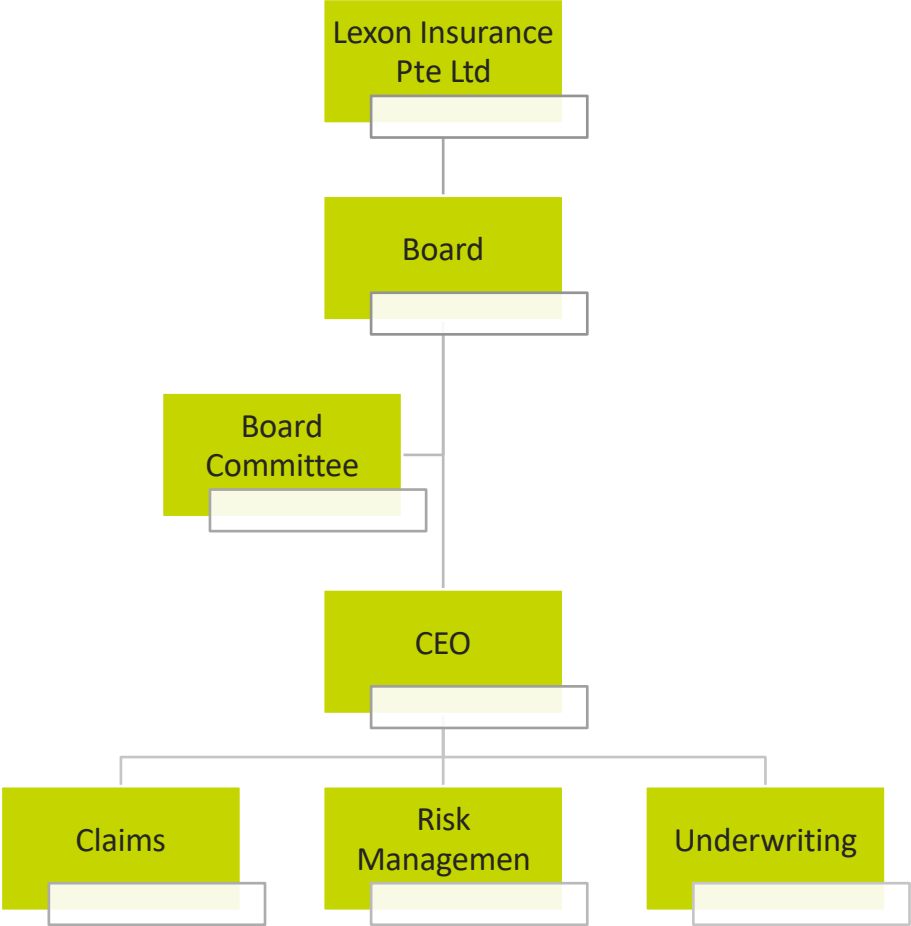 Lexon Insurance
Pte Ltd
Board
Board
Committee
CEO
Claims
Risk
Managemen
Underwriting